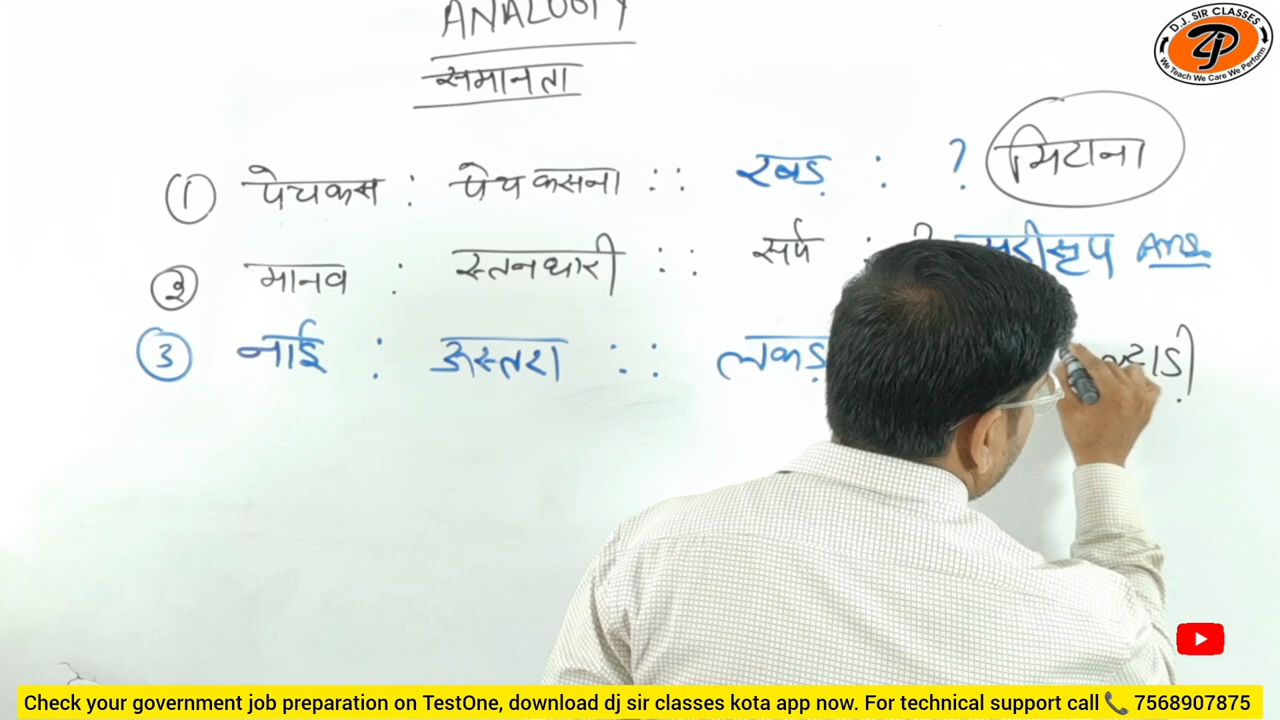 ANALOGY
समानता
① पेचकस : पेच कसना :: रबड़ : ? मिटाना
② मानव : स्तनधारी :: सर्प : Ans
③ नाई : उस्तरा :: लकड़
D.J. SIR CLASSES
We Teach We Care We Perform
Check your government job preparation on TestOne, download dj sir classes kota app now. For technical support call 📞 7568907875